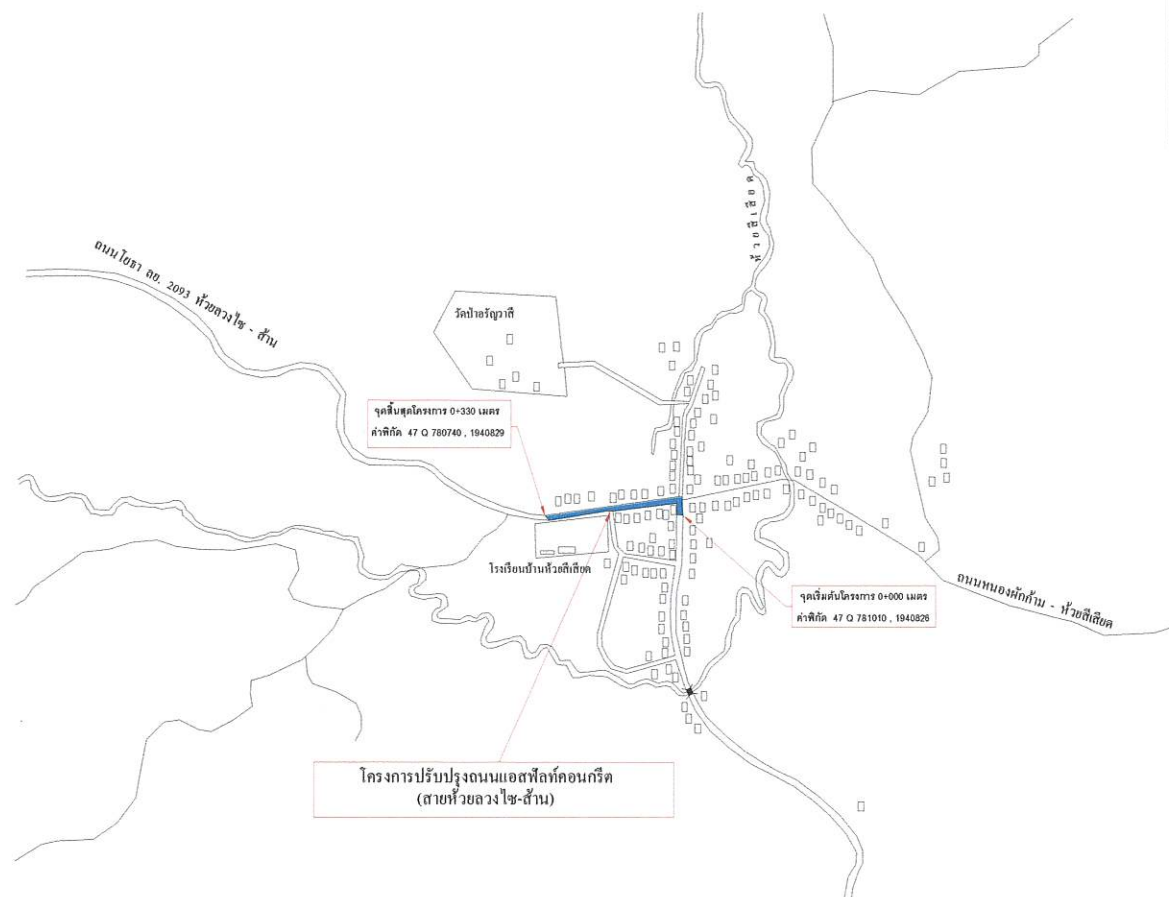 ห้วยสีเสียด
ถนนโยธา ลย. 2093 ห้วยลวงไซ - ส้าน
วัดป่าอรัญวาสี
จุดสิ้นสุดโครงการ 0+330 เมตร
ค่าพิกัด 47 Q 780740 , 1940829
โรงเรียนบ้านห้วยสีเสียด
จุดเริ่มต้นโครงการ 0+000 เมตร
ค่าพิกัด 47 Q 781010 , 1940826
ถนนหนองผักก้าม - ห้วยสีเสียด
โครงการปรับปรุงถนนแอสฟัลท์คอนกรีต
(สายห้วยลวงไซ-ส้าน)